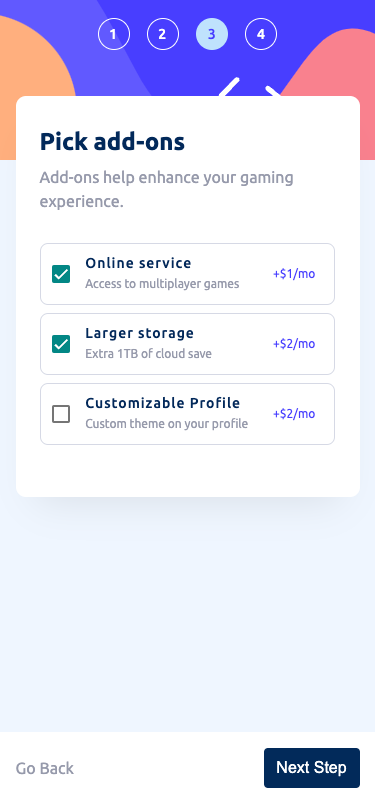 1 2 3 4
Pick add-ons
Add-ons help enhance your gaming
experience.
Online service
Access to multiplayer games
+$1/mo
Larger storage
Extra 1TB of cloud save
+$2/mo
Customizable Profile
Custom theme on your profile
+$2/mo
Go Back
Next Step